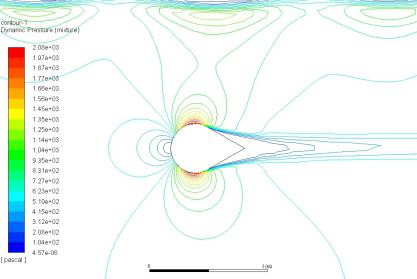 contour-1
Dynamic Pressure (mixture)
2.08e+03
1.97e+03
1.87e+03
1.77e+03
1.66e+03
1.56e+03
1.45e+03
1.35e+03
1.25e+03
1.14e+03
1.04e+03
9.35e+02
8.31e+02
7.27e+02
6.23e+02
5.19e+02
4.15e+02
3.12e+02
2.08e+02
1.04e+02
4.57e-06
[ pascal ]
0
1 (m)